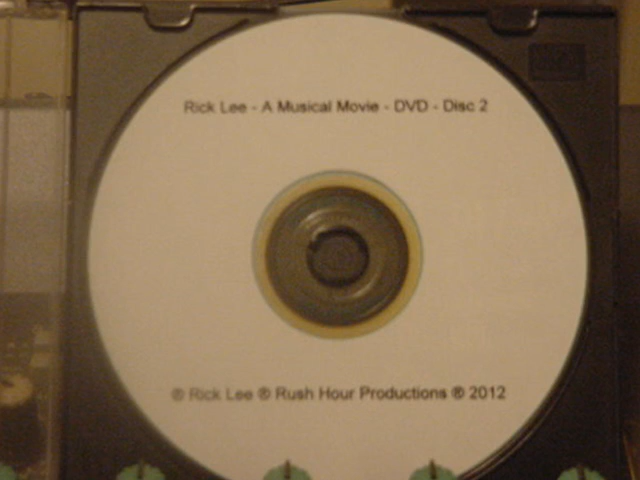 Rick Lee - A Musical Movie - DVD - Disc 2
® Rick Lee ® Rush Hour Productions ® 2012